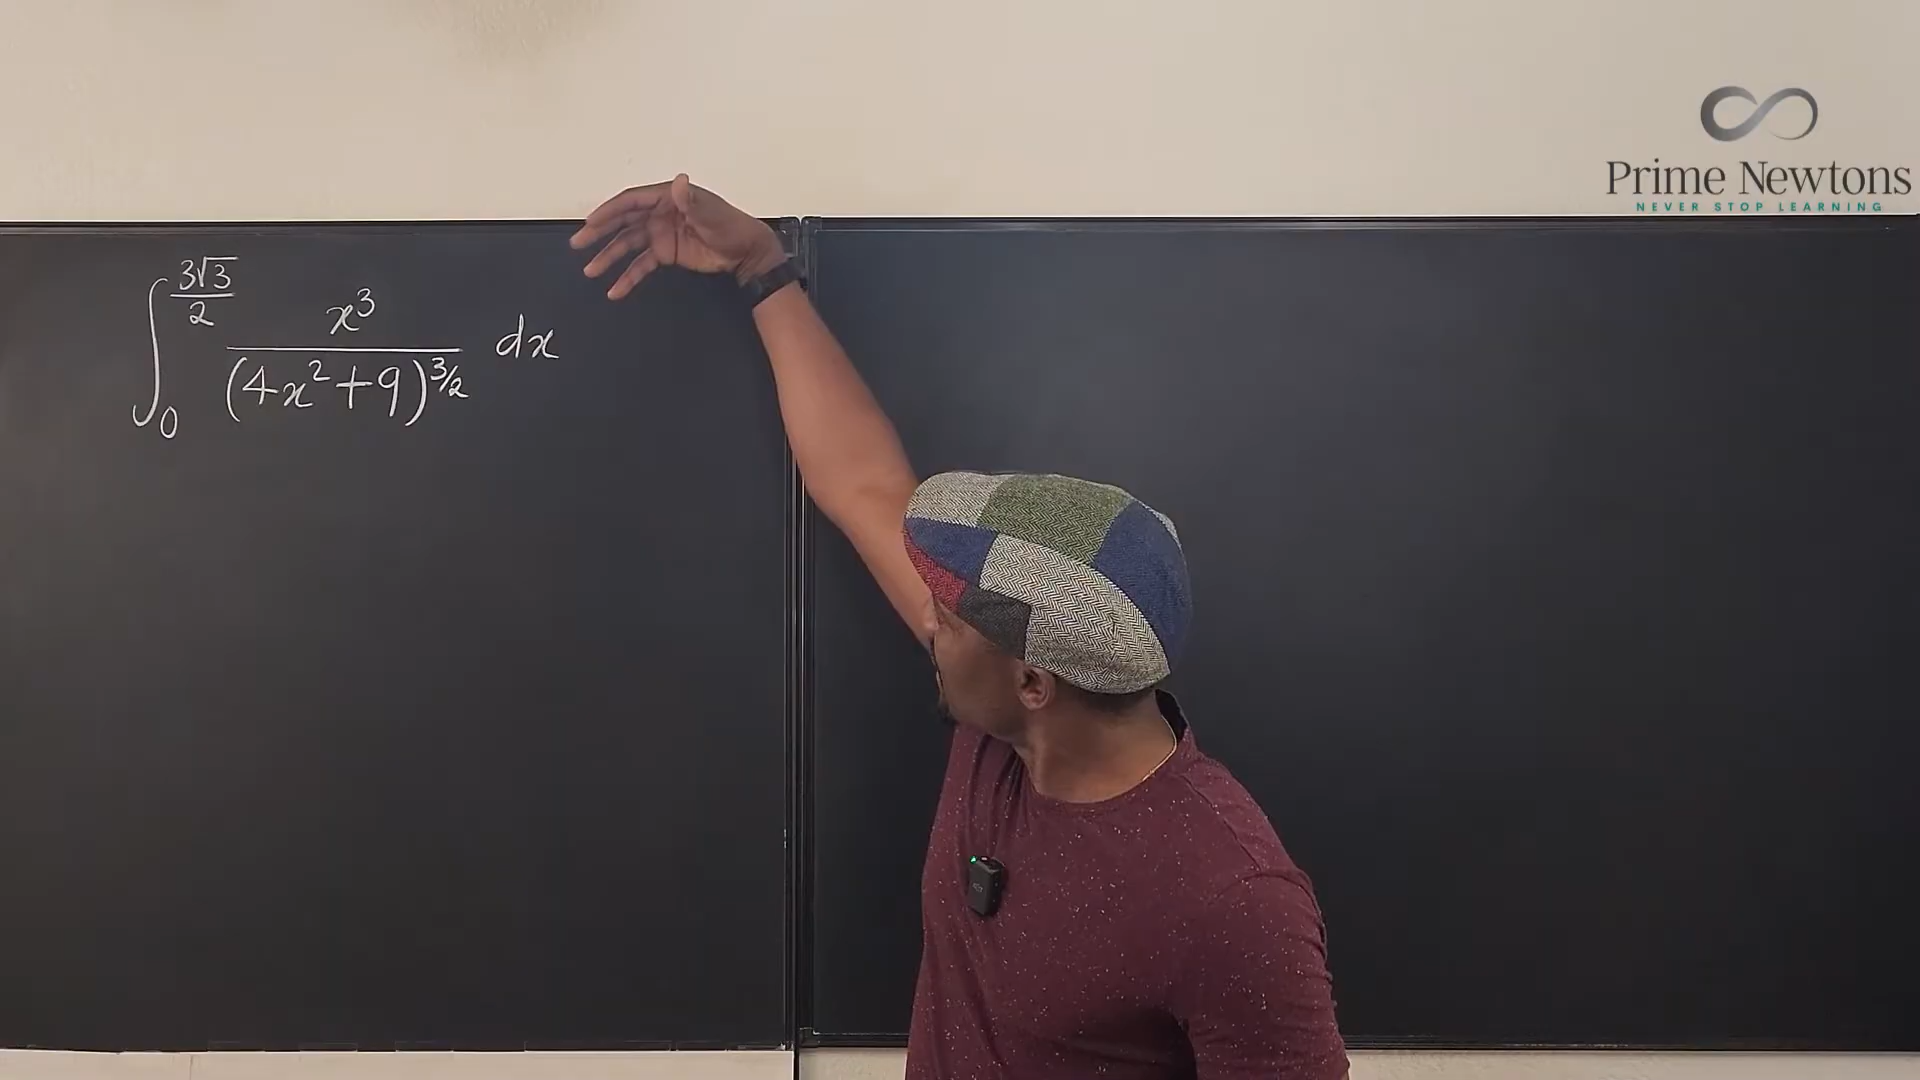 ∫₀^(3√3/2) x³/(4x²+9)^(3/2) dx
Prime Newtons
NEVER STOP LEARNING